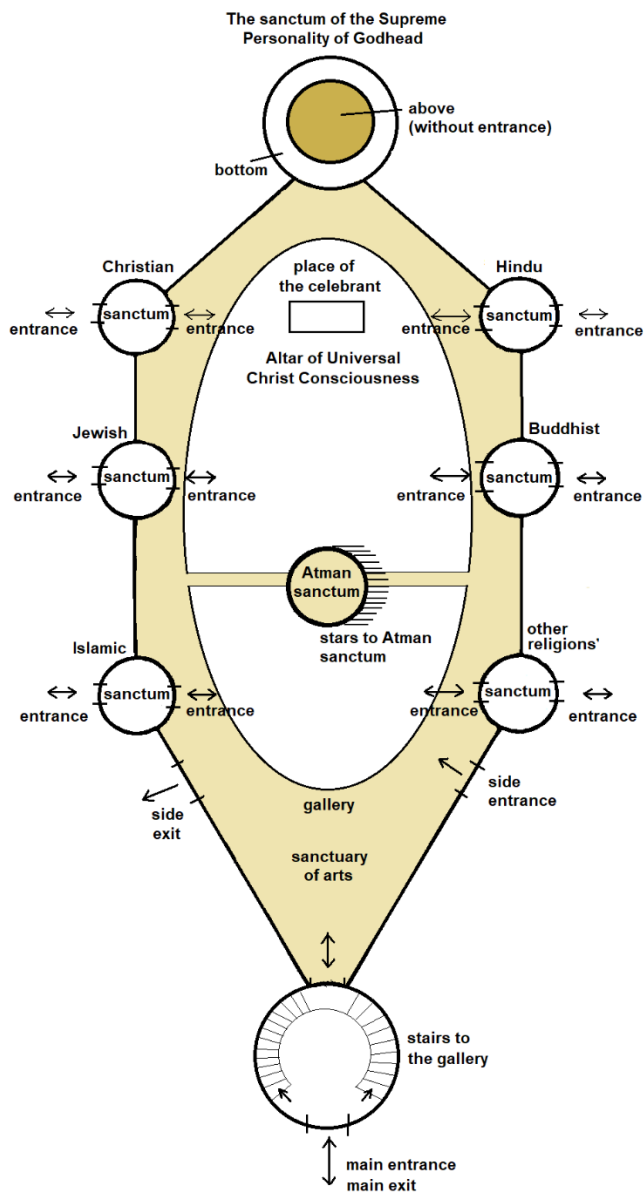 The sanctum of the Supreme
Personality of Godhead
above
(without entrance)
bottom
Christian
sanctum
entrance
entrance
place of
the celebrant
Altar of Universal
Christ Consciousness
Hindu
sanctum
entrance
entrance
Jewish
sanctum
entrance
entrance
Buddhist
sanctum
entrance
entrance
Atman
sanctum
stars to Atman
sanctum
Islamic
sanctum
entrance
entrance
other
religions'
sanctum
entrance
entrance
side
exit
side
entrance
gallery
sanctuary
of arts
stairs to
the gallery
main entrance
main exit